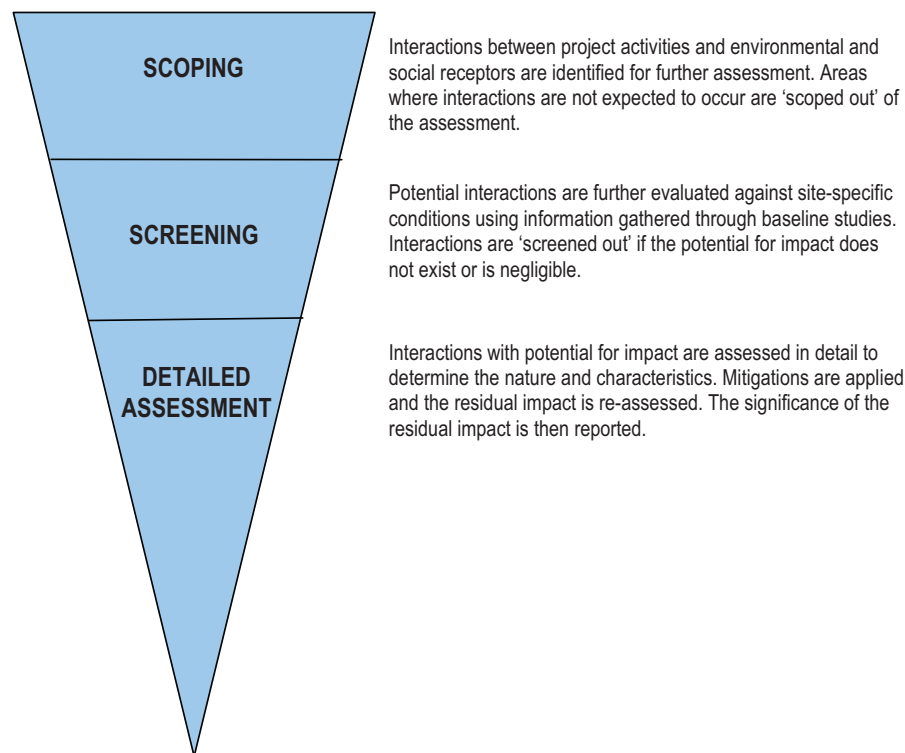 SCOPING
Interactions between project activities and environmental and
social receptors are identified for further assessment. Areas
where interactions are not expected to occur are ‘scoped out’ of
the assessment.
SCREENING
Potential interactions are further evaluated against site-specific
conditions using information gathered through baseline studies.
Interactions are ‘screened out’ if the potential for impact does
not exist or is negligible.
DETAILED
ASSESSMENT
Interactions with potential for impact are assessed in detail to
determine the nature and characteristics. Mitigations are applied
and the residual impact is re-assessed. The significance of the
residual impact is then reported.